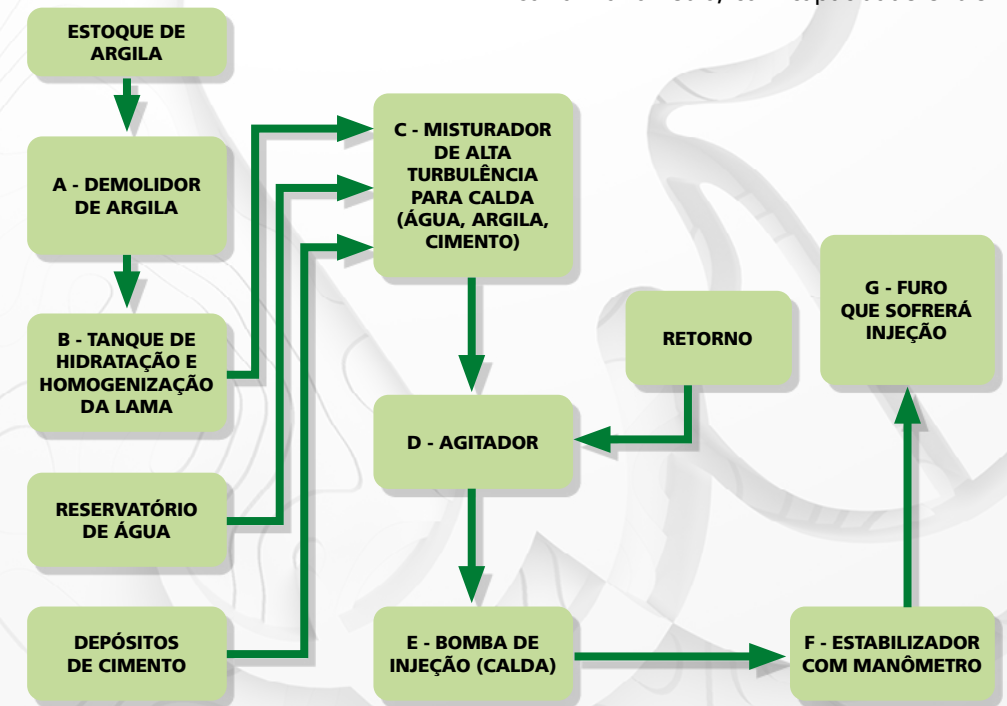 ESTOQUE DE
ARGILA
A - DEMOLIDOR
DE ARGILA
B - TANQUE DE
HIDRATAÇÃO E
HOMOGENIZAÇÃO
DA LAMA
RESERVATÓRIO
DE ÁGUA
DEPÓSITOS
DE CIMENTO
C - MISTURADOR
DE ALTA
TURBULÊNCIA
PARA CALDA
(ÁGUA, ARGILA,
CIMENTO)
D - AGITADOR
E - BOMBA DE
INJEÇÃO (CALDA)
RETORNO
F - ESTABILIZADOR
COM MANÔMETRO
G - FURO
QUE SOFRERÁ
INJEÇÃO